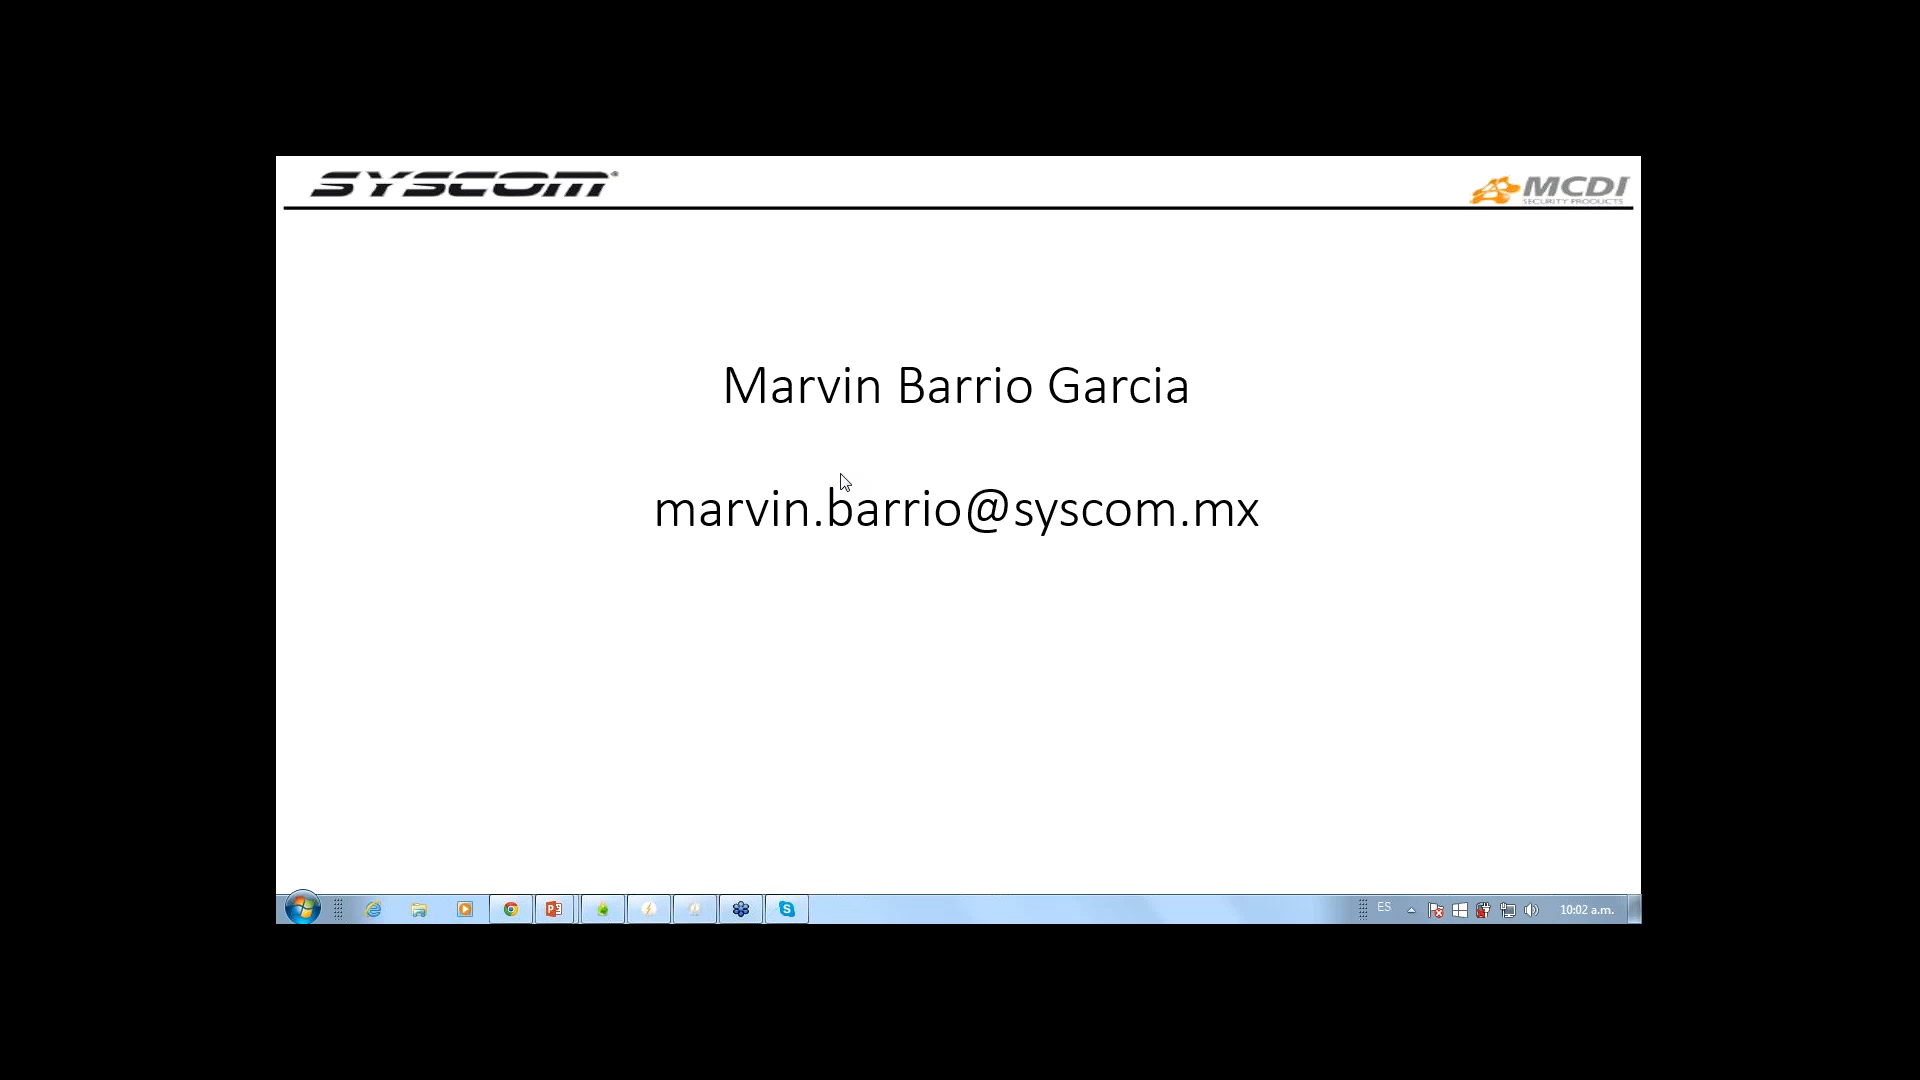 SYSCOM®
MCDI
SECURITY PRODUCTS
Marvin Barrio Garcia
marvin.barrio@syscom.mx
ES
10:02 a.m.